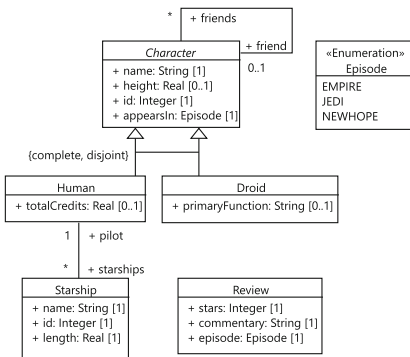 * + friends
Character
+ friend
0..1
+ name: String [1]
+ height: Real [0..1]
+ id: Integer [1]
+ appearsIn: Episode [1]
«Enumeration»
Episode
EMPIRE
JEDI
NEWHOPE
{complete, disjoint}
Human
+ totalCredits: Real [0..1]
Droid
+ primaryFunction: String [0..1]
1 + pilot
* + starships
Starship
+ name: String [1]
+ id: Integer [1]
+ length: Real [1]
Review
+ stars: Integer [1]
+ commentary: String [1]
+ episode: Episode [1]